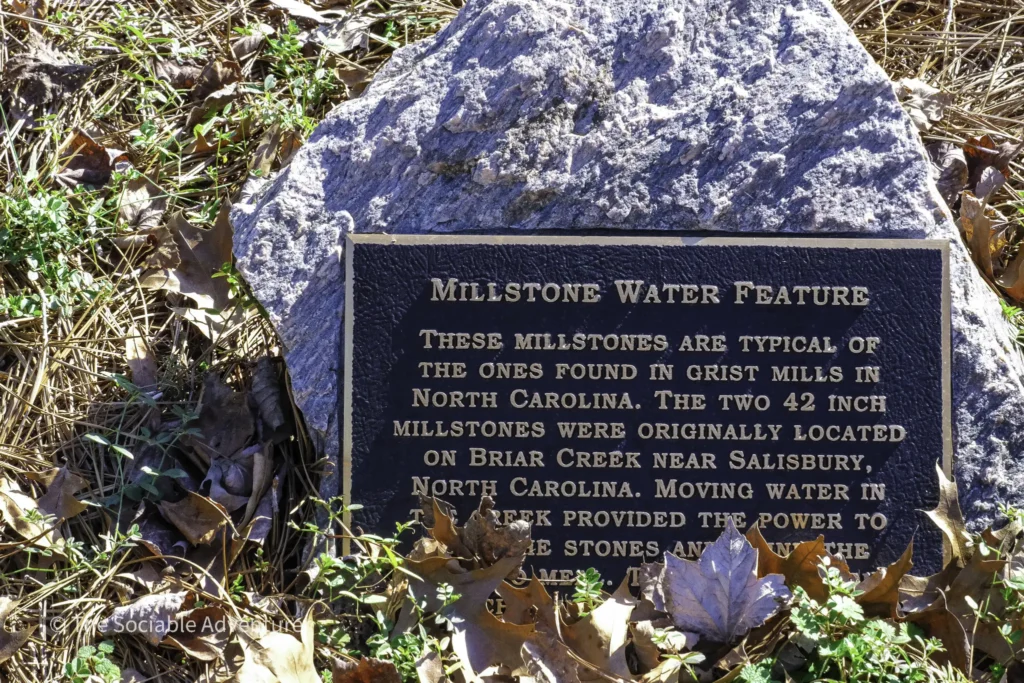 Millstone Water Feature
These millstones are typical of
the ones found in grist mills in
North Carolina. The two 42 inch
millstones were originally located
on Briar Creek near Salisbury,
North Carolina. Moving water in
provided the power to
stones the
© The Sociable Adventurer